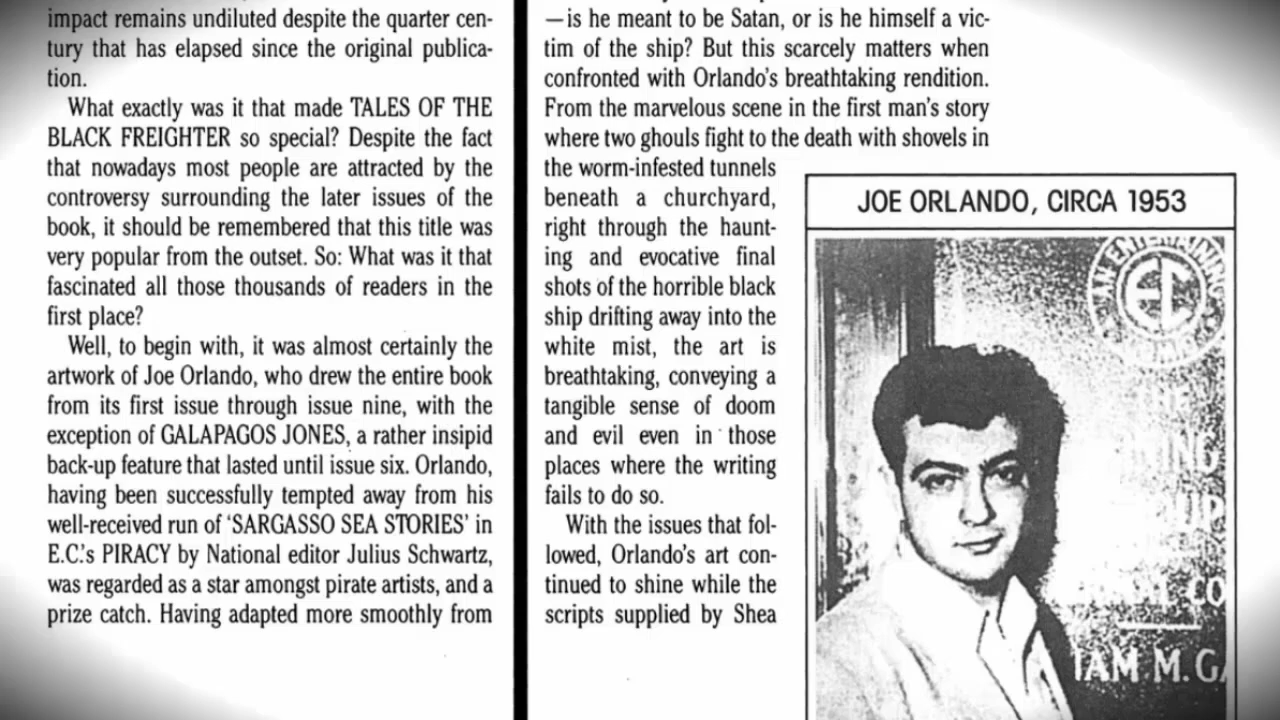 impact remains undiluted despite the quarter cen-
tury that has elapsed since the original publica-
tion.
What exactly was it that made TALES OF THE
BLACK FREIGHTER so special? Despite the fact
that nowadays most people are attracted by the
controversy surrounding the later issues of the
book, it should be remembered that this title was
very popular from the outset. So: What was it that
fascinated all those thousands of readers in the
first place?
Well, to begin with, it was almost certainly the
artwork of Joe Orlando, who drew the entire book
from its first issue through issue nine, with the
exception of GALAPAGOS JONES, a rather insipid
back-up feature that lasted until issue six. Orlando,
having been successfully tempted away from his
well-received run of 'SARGASSO SEA STORIES' in
E.C.'s PIRACY by National editor Julius Schwartz,
was regarded as a star amongst pirate artists, and a
prize catch. Having adapted more smoothly from
—is he meant to be Satan, or is he himself a vic-
tim of the ship? But this scarcely matters when
confronted with Orlando's breathtaking rendition.
From the marvelous scene in the first man's story
where two ghouls fight to the death with shovels in
the worm-infested tunnels
beneath a churchyard,
right through the haunt-
ing and evocative final
shots of the horrible black
ship drifting away into the
white mist, the art is
breathtaking, conveying a
tangible sense of doom
and evil even in those
places where the writing
fails to do so.
With the issues that fol-
lowed, Orlando's art con-
tinued to shine while the
scripts supplied by Shea
JOE ORLANDO, CIRCA 1953
AN ENTERTAINING
EC
IAM M. GA